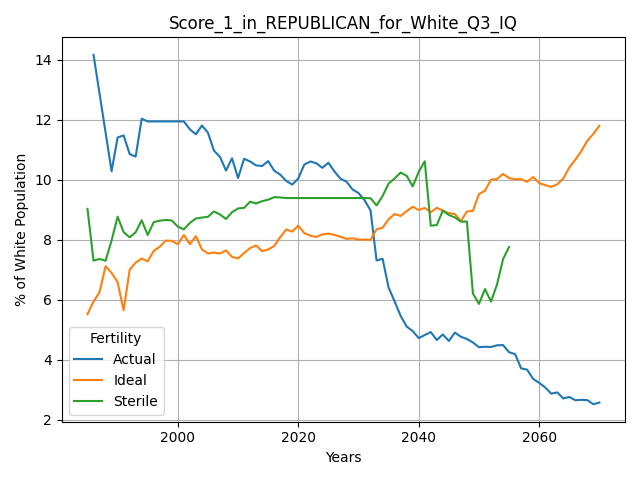 Score_1_in_REPUBLICAN_for_White_Q3_IQ
% of White Population
14
12
10
8
6
4
2
Fertility
Actual
Ideal
Sterile
2000
2020
2040
2060
Years